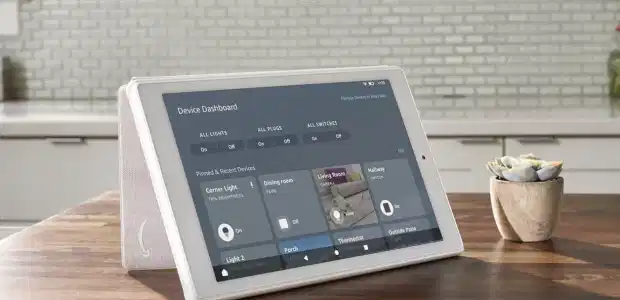 Device Dashboard
ALL LIGHTS ALL PLUGS ALL SWITCHES
On Off On Off On Off
Pinned & Recent Devices
Corner Light
Dining room
Living Room
Hallway
On
Off
On
Light 2
Porch
Thermostat
Outside Patio